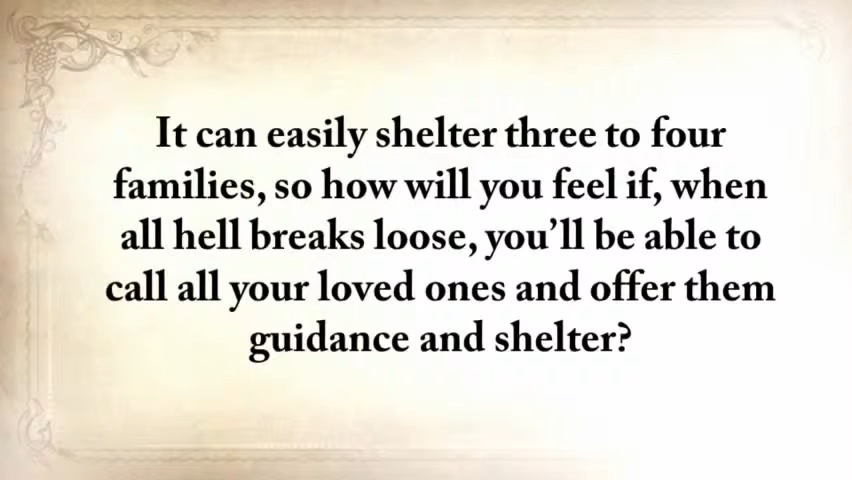 It can easily shelter three to four
families, so how will you feel if, when
all hell breaks loose, you’ll be able to
call all your loved ones and offer them
guidance and shelter?